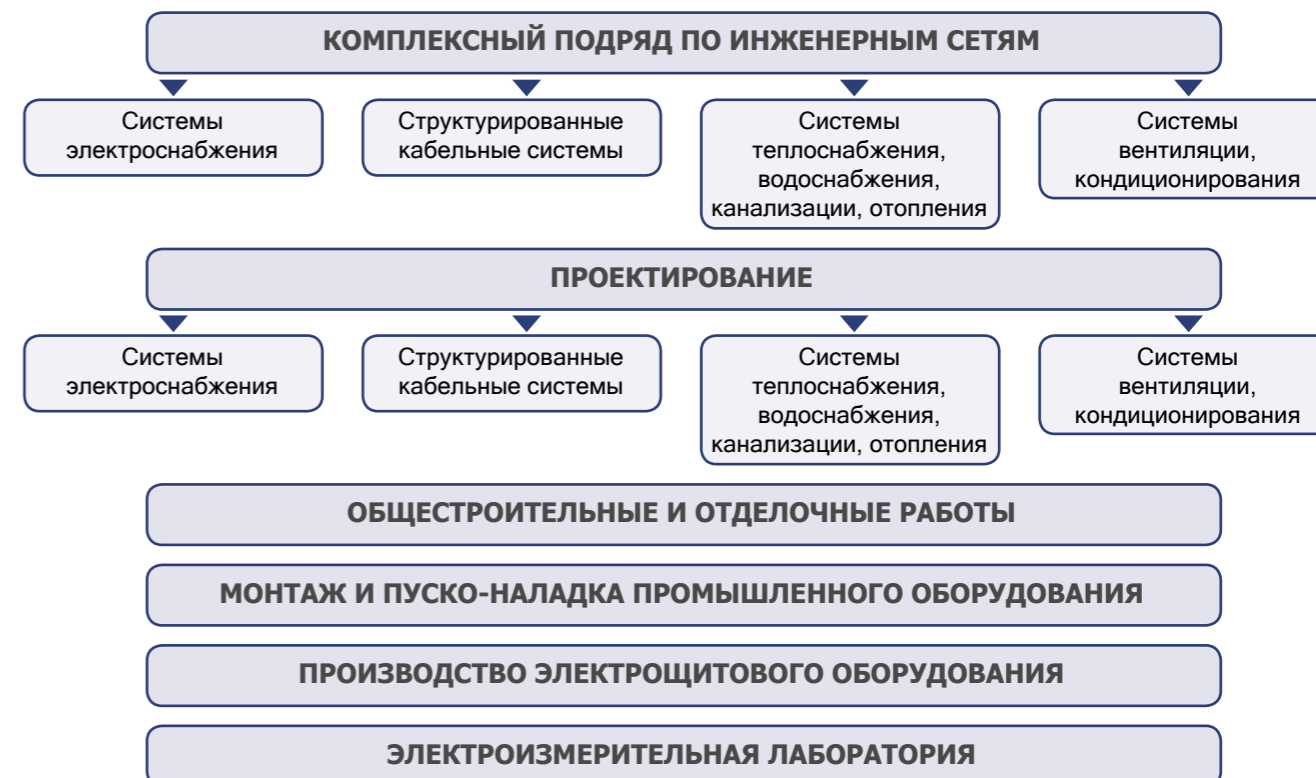 КОМПЛЕКСНЫЙ ПОДРЯД ПО ИНЖЕНЕРНЫМ СЕТЯМ
Системы
электроснабжения
Структурированные
кабельные системы
Системы
теплоснабжения,
водоснабжения,
канализации, отопления
Системы
вентиляции,
кондиционирования
ПРОЕКТИРОВАНИЕ
Системы
электроснабжения
Структурированные
кабельные системы
Системы
теплоснабжения,
водоснабжения,
канализации, отопления
Системы
вентиляции,
кондиционирования
ОБЩЕСТРОИТЕЛЬНЫЕ И ОТДЕЛОЧНЫЕ РАБОТЫ
МОНТАЖ И ПУСКО-НАЛАДКА ПРОМЫШЛЕННОГО ОБОРУДОВАНИЯ
ПРОИЗВОДСТВО ЭЛЕКТРОЩИТОВОГО ОБОРУДОВАНИЯ
ЭЛЕКТРОИЗМЕРИТЕЛЬНАЯ ЛАБОРАТОРИЯ